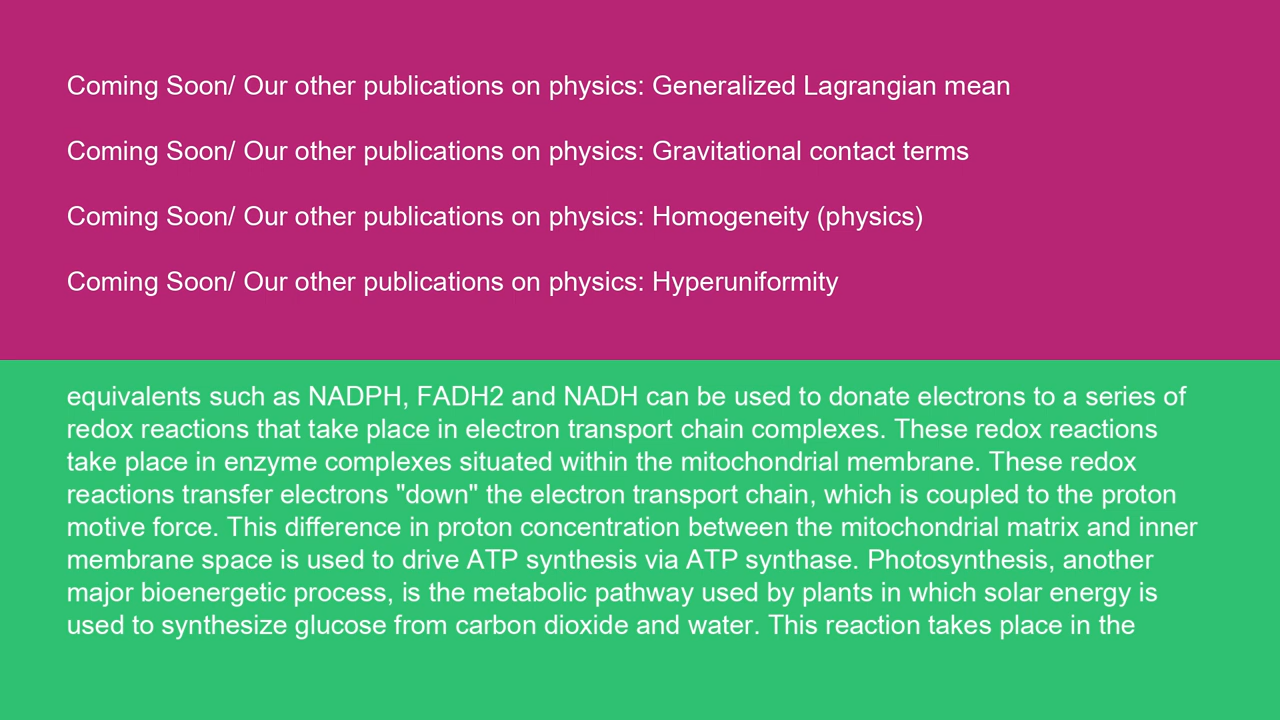 Coming Soon/ Our other publications on physics: Generalized Lagrangian mean
Coming Soon/ Our other publications on physics: Gravitational contact terms
Coming Soon/ Our other publications on physics: Homogeneity (physics)
Coming Soon/ Our other publications on physics: Hyperuniformity
equivalents such as NADPH, FADH2 and NADH can be used to donate electrons to a series of
redox reactions that take place in electron transport chain complexes. These redox reactions
take place in enzyme complexes situated within the mitochondrial membrane. These redox
reactions transfer electrons "down" the electron transport chain, which is coupled to the proton
motive force. This difference in proton concentration between the mitochondrial matrix and inner
membrane space is used to drive ATP synthesis via ATP synthase. Photosynthesis, another
major bioenergetic process, is the metabolic pathway used by plants in which solar energy is
used to synthesize glucose from carbon dioxide and water. This reaction takes place in the